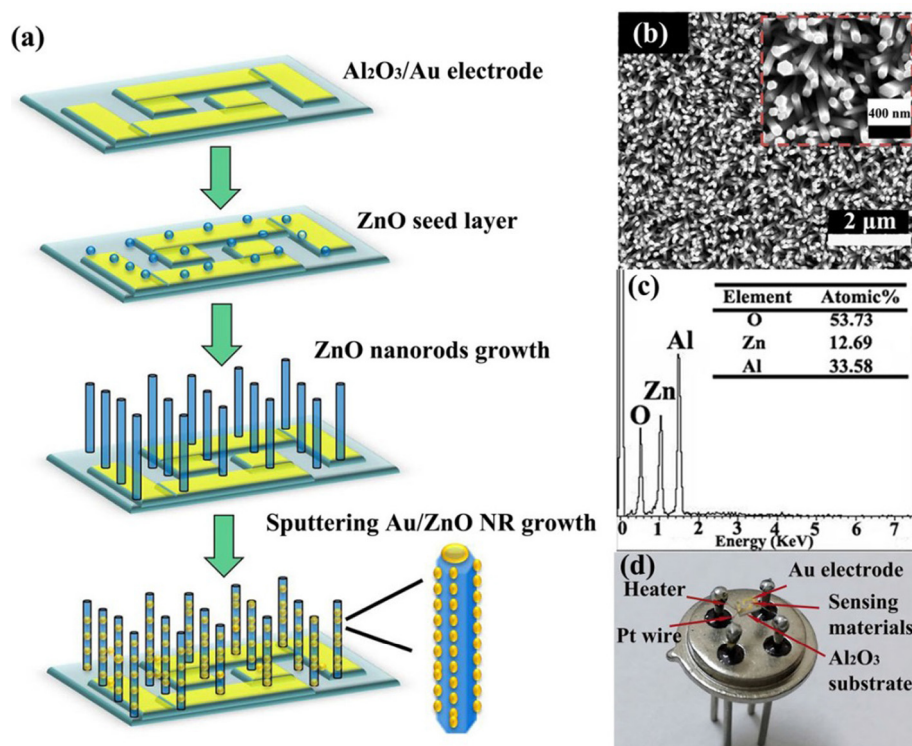 (a)
Al₂O₃/Au electrode
ZnO seed layer
ZnO nanorods growth
Sputtering Au/ZnO NR growth
(b)
400 nm
2 μm
(c)
Element Atomic%
O 53.73
Zn 12.69
Al 33.58
O Zn Al
0 1 2 3 4 5 6 7
Energy (KeV)
(d)
Heater
Pt wire
Au electrode
Sensing
materials
Al₂O₃
substrate